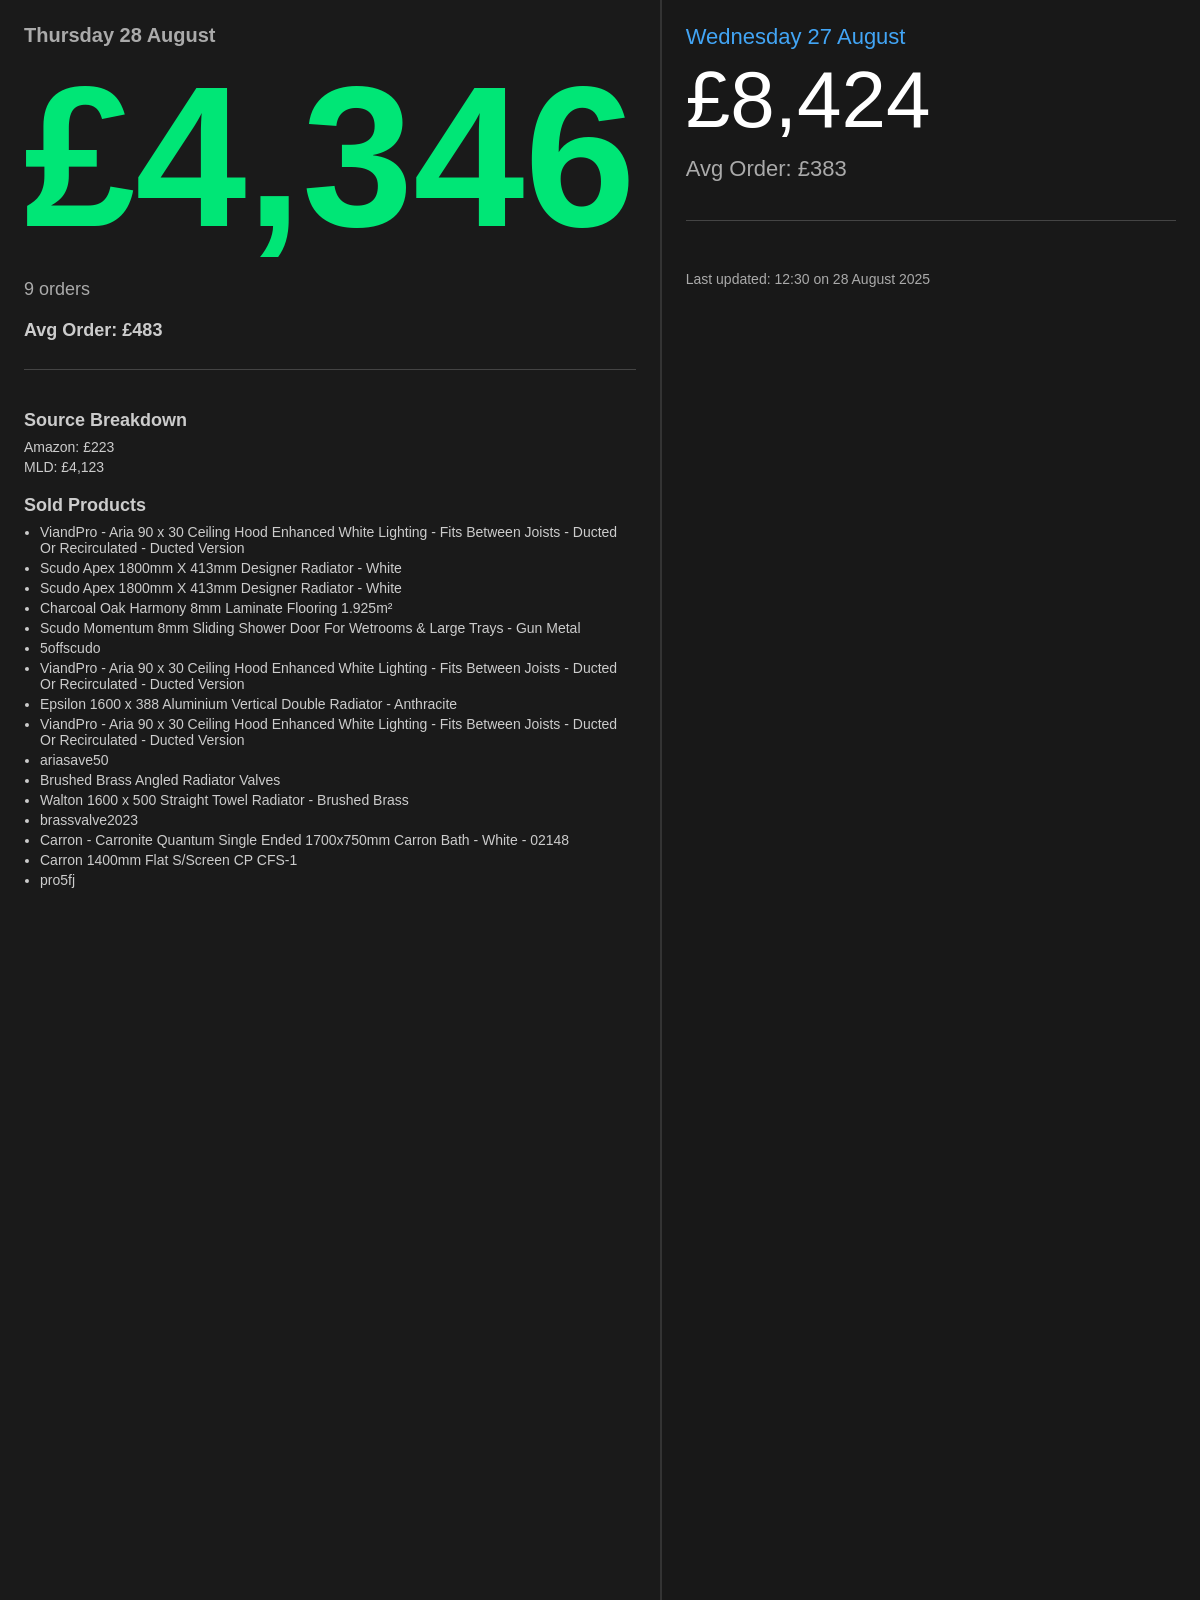 Thursday 28 August
£4,346
9 orders
Avg Order: £483
Source Breakdown
Amazon: £223
MLD: £4,123
Sold Products
• ViandPro - Aria 90 x 30 Ceiling Hood Enhanced White Lighting - Fits Between Joists - Ducted
Or Recirculated - Ducted Version
• Scudo Apex 1800mm X 413mm Designer Radiator - White
• Scudo Apex 1800mm X 413mm Designer Radiator - White
• Charcoal Oak Harmony 8mm Laminate Flooring 1.925m²
• Scudo Momentum 8mm Sliding Shower Door For Wetrooms & Large Trays - Gun Metal
• 5offscudo
• ViandPro - Aria 90 x 30 Ceiling Hood Enhanced White Lighting - Fits Between Joists - Ducted
Or Recirculated - Ducted Version
• Epsilon 1600 x 388 Aluminium Vertical Double Radiator - Anthracite
• ViandPro - Aria 90 x 30 Ceiling Hood Enhanced White Lighting - Fits Between Joists - Ducted
Or Recirculated - Ducted Version
• ariasave50
• Brushed Brass Angled Radiator Valves
• Walton 1600 x 500 Straight Towel Radiator - Brushed Brass
• brassvalve2023
• Carron - Carronite Quantum Single Ended 1700x750mm Carron Bath - White - 02148
• Carron 1400mm Flat S/Screen CP CFS-1
• pro5fj
Wednesday 27 August
£8,424
Avg Order: £383
Last updated: 12:30 on 28 August 2025